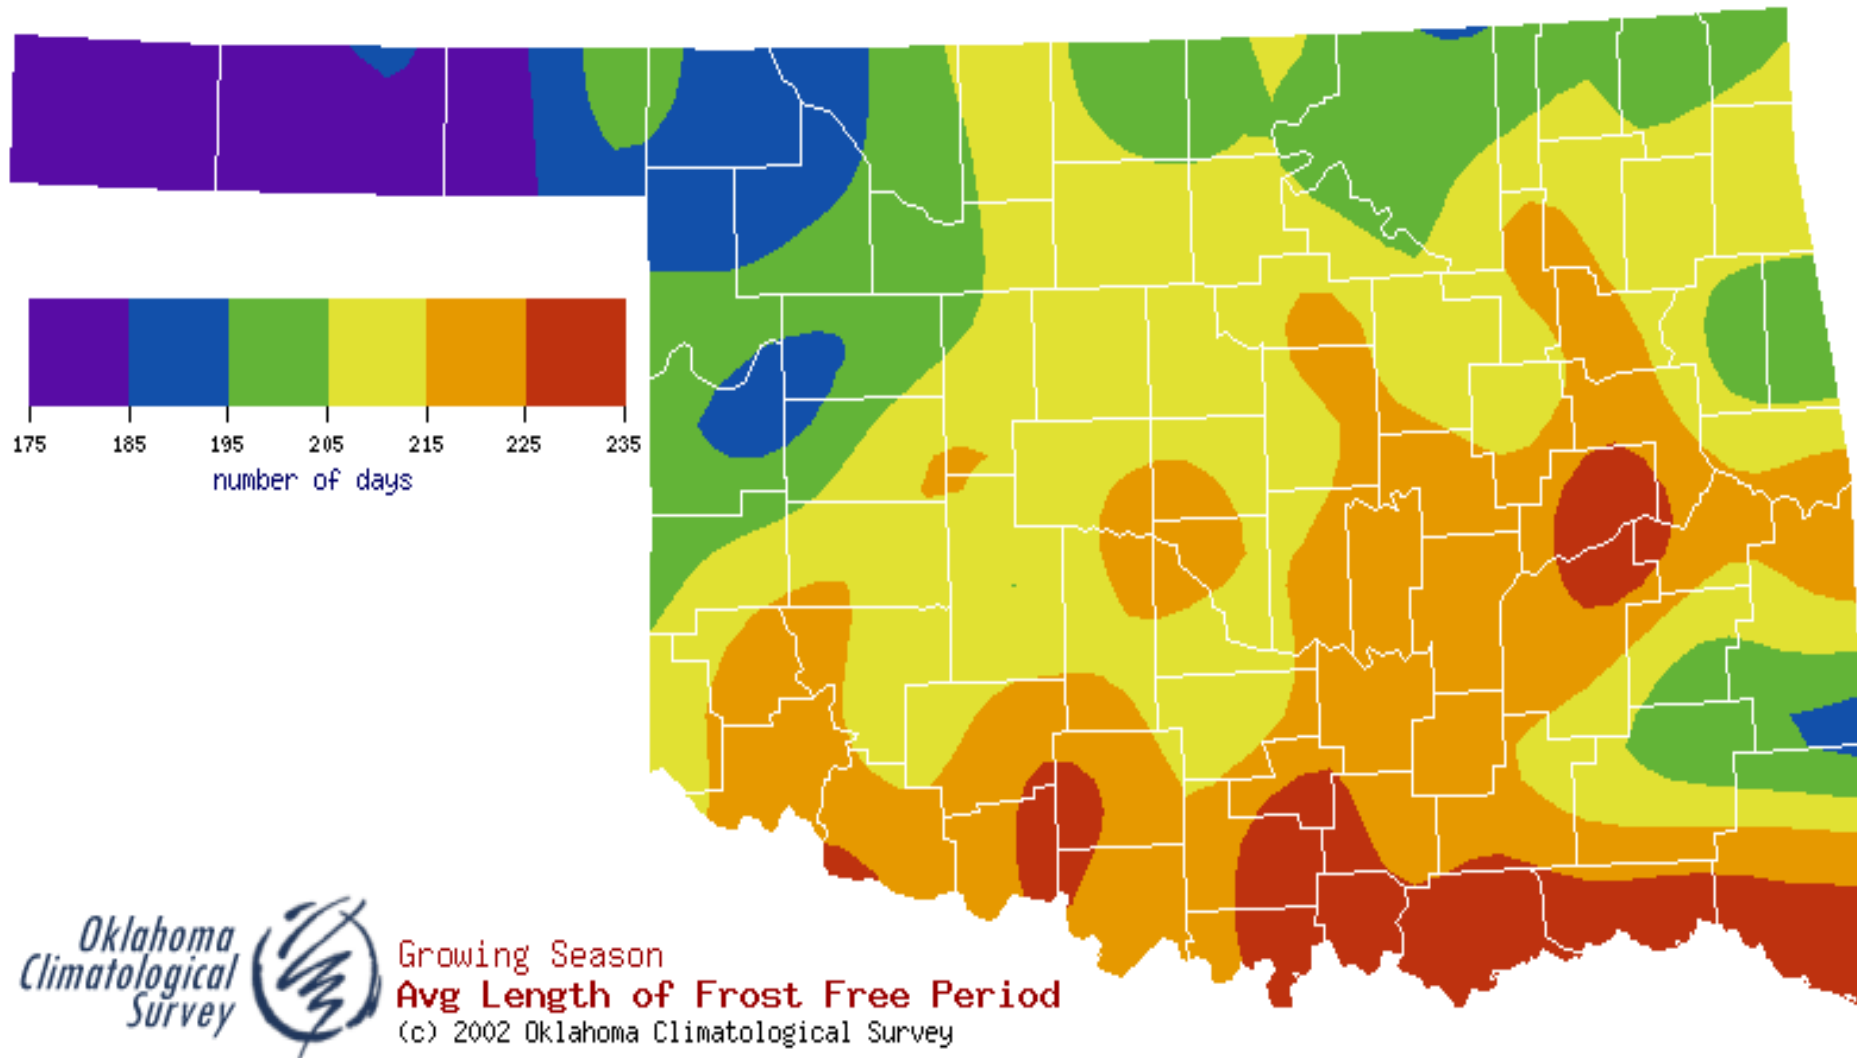 175 185 195 205 215 225 235
number of days
Oklahoma
Climatological
Survey
Growing Season
Avg Length of Frost Free Period
(c) 2002 Oklahoma Climatological Survey